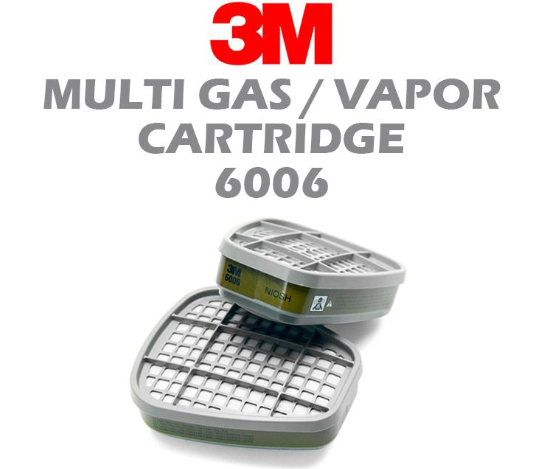 3M
MULTI GAS / VAPOR
CARTRIDGE
6006
3M
6006
NIOSH